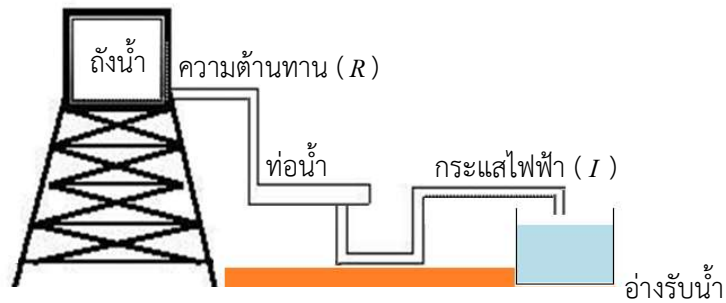 ถังน้ำ
ความต้านทาน ( R )
ท่อน้ำ
กระแสไฟฟ้า ( I )
อ่างรับน้ำ